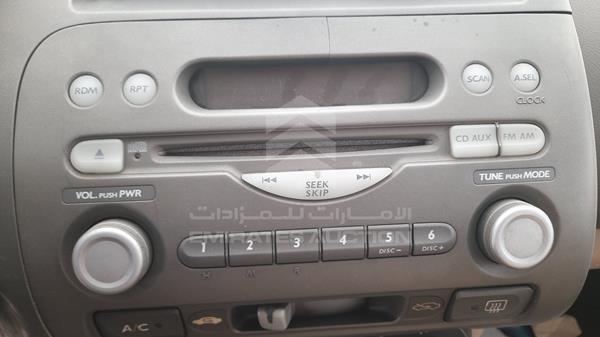 RDM RPT
SCAN A.SEL
CLOCK
CD AUX FM AM
SEEK
SKIP
VOL. PUSH PWR
TUNE PUSH MODE
الامارات للمزادات
EMIRATES AUCTION
1 2 3 4 5 6
DISC − DISC +
A/C